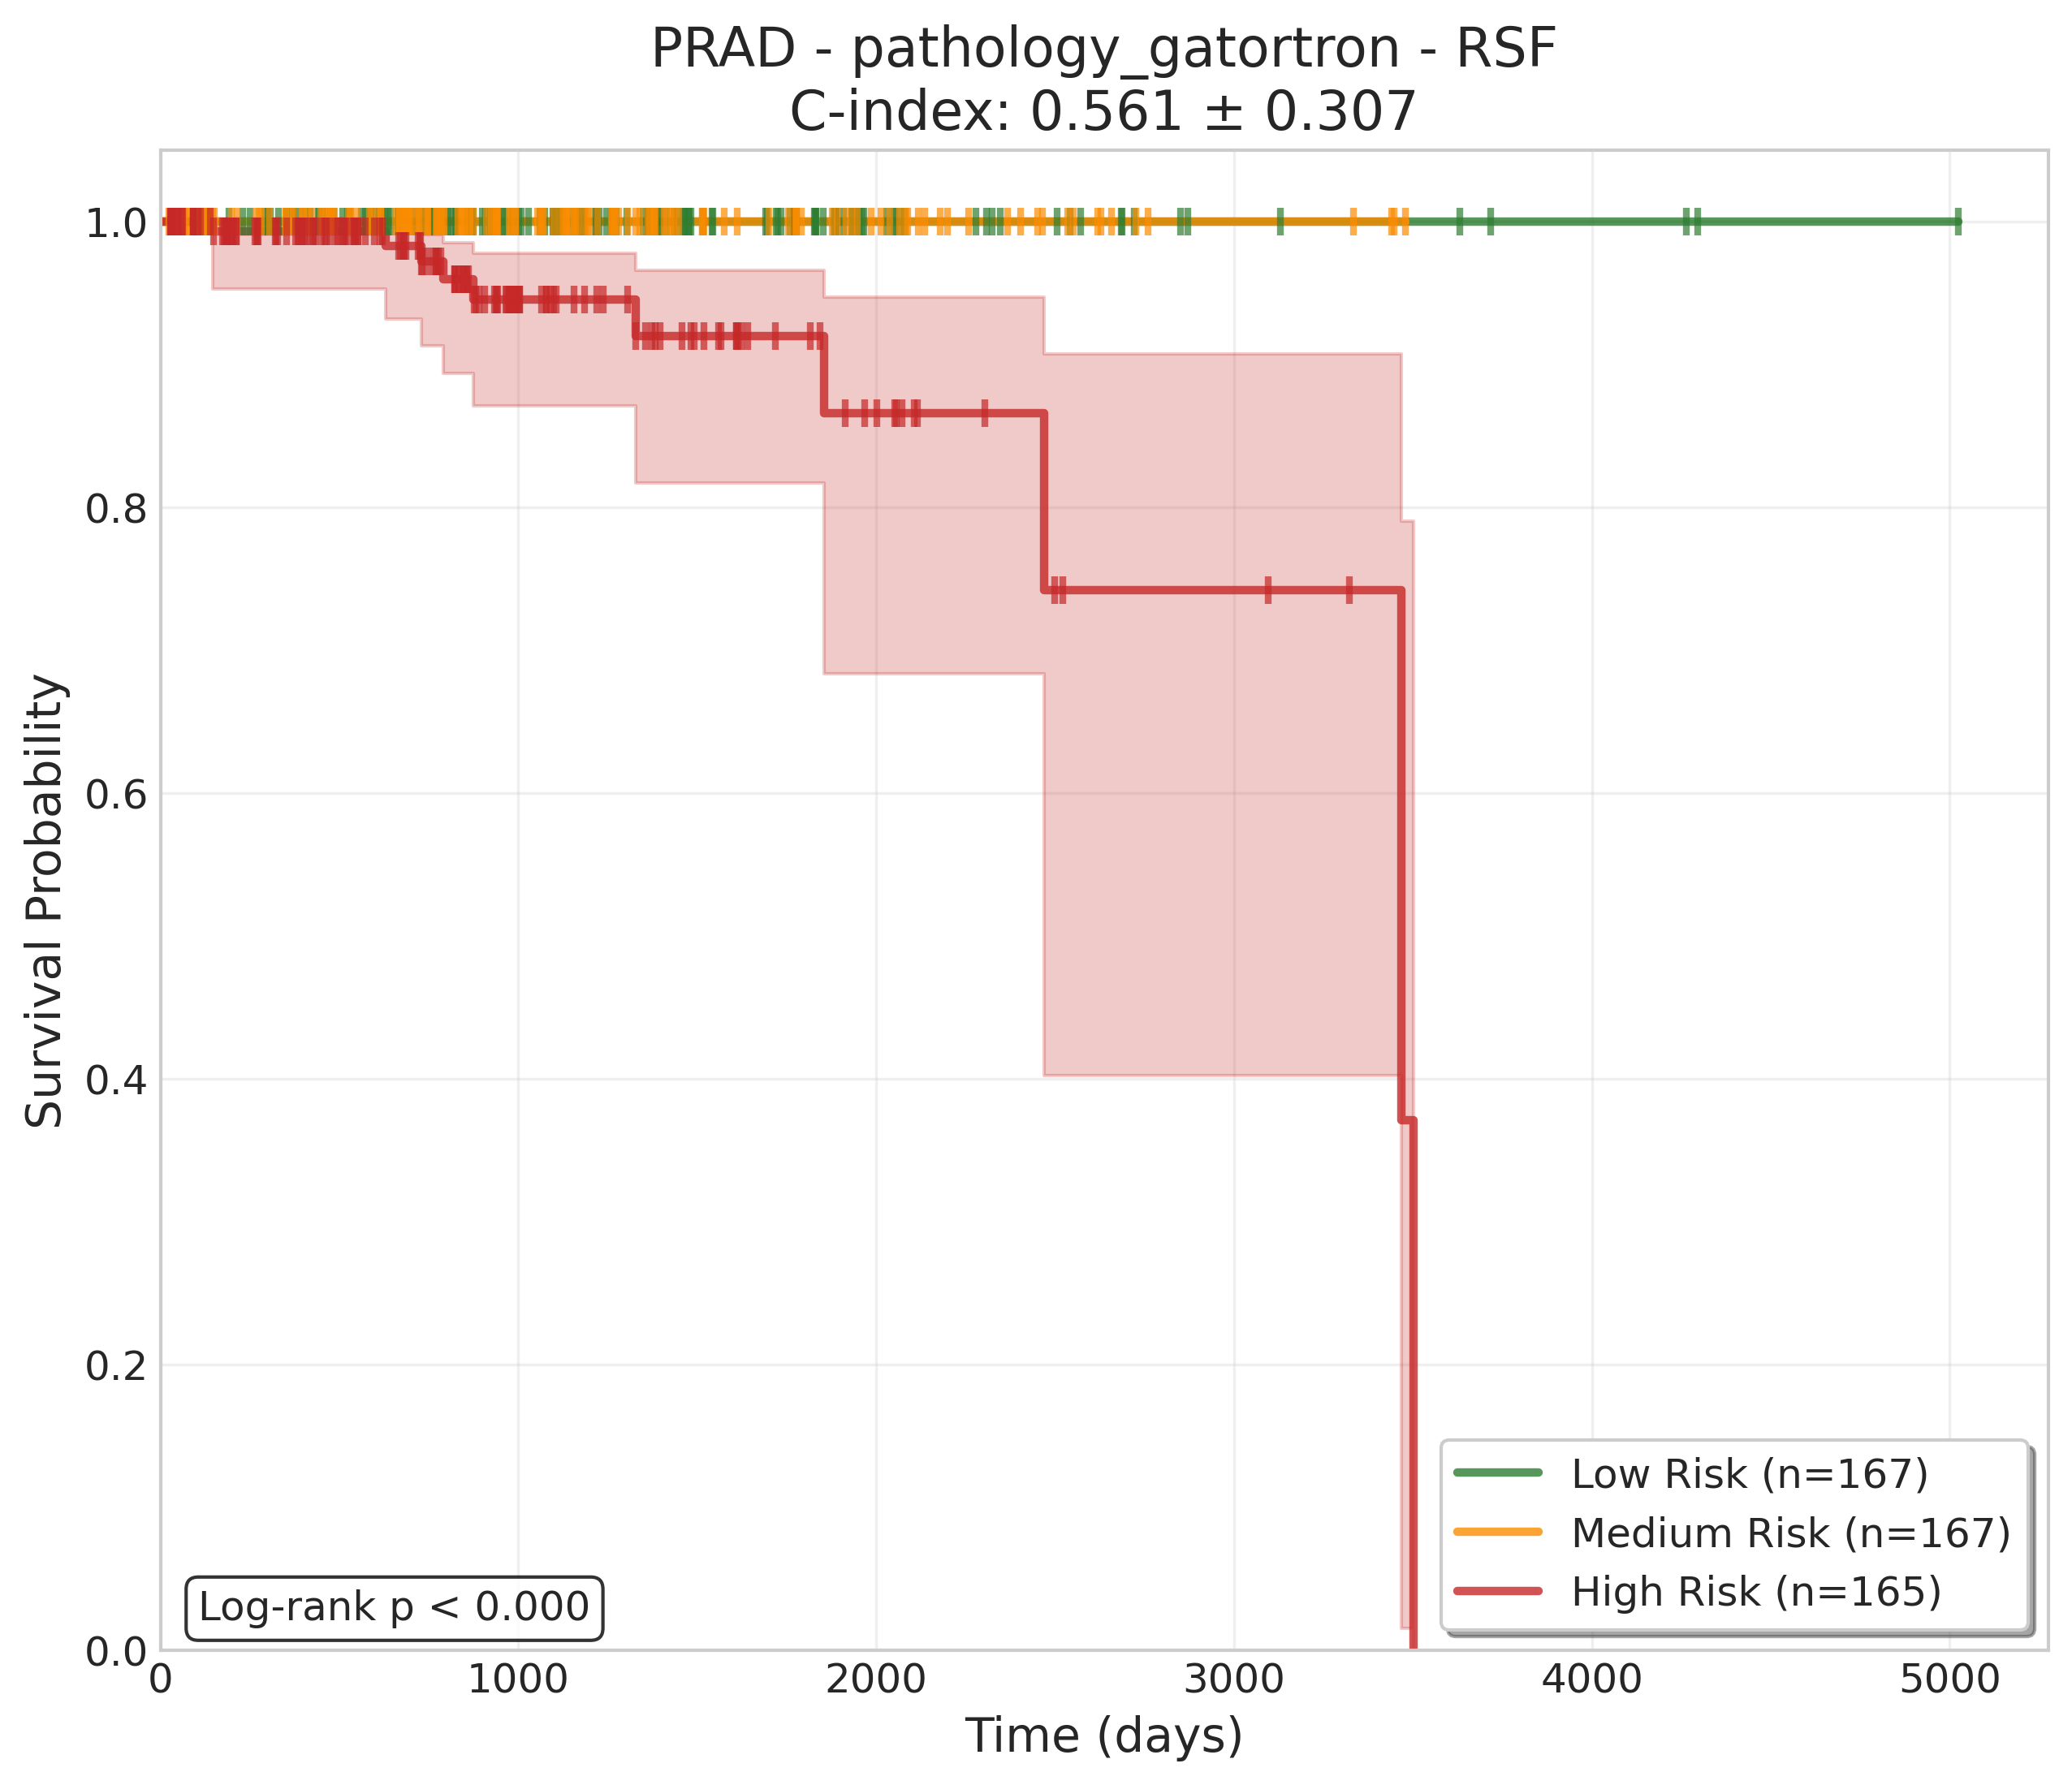 PRAD - pathology_gatortron - RSF
C-index: 0.561 ± 0.307
Survival Probability
1.0
0.8
0.6
0.4
0.2
0.0
0 1000 2000 3000 4000 5000
Time (days)
Log-rank p < 0.000
Low Risk (n=167)
Medium Risk (n=167)
High Risk (n=165)